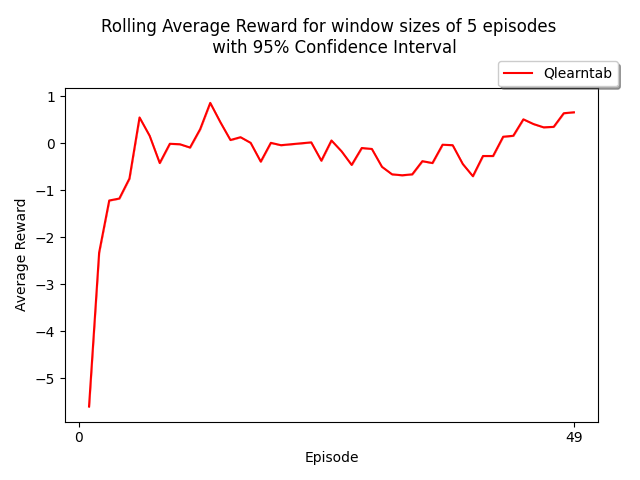 Rolling Average Reward for window sizes of 5 episodes
with 95% Confidence Interval
Qlearntab
1
0
−1
−2
−3
−4
−5
Average Reward
0
49
Episode